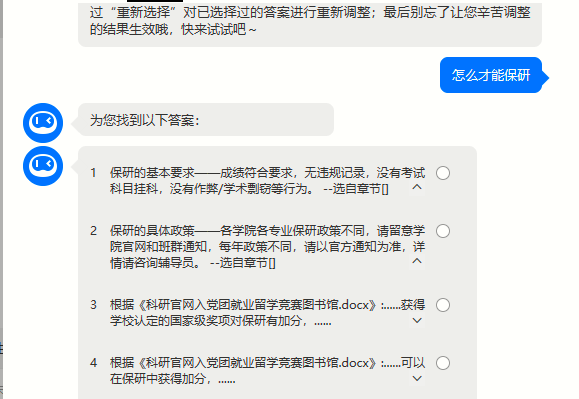 过“重新选择”对已选择过的答案进行重新调整；最后别忘了让您辛苦调整
的结果生效哦，快来试试吧～
怎么才能保研
为您找到以下答案：
1 保研的基本要求——成绩符合要求，无违规记录，没有考试
科目挂科，没有作弊/学术剽窃等行为。 --选自章节[]
2 保研的具体政策——各学院各专业保研政策不同，请留意学
院官网和班群通知，每年政策不同，请以官方通知为准，详
情请咨询辅导员。 --选自章节[]
3 根据《科研官网入党团就业留学竞赛图书馆.docx》:......获得
学校认定的国家级奖项对保研有加分，......
4 根据《科研官网入党团就业留学竞赛图书馆.docx》:......可以
在保研中获得加分，......